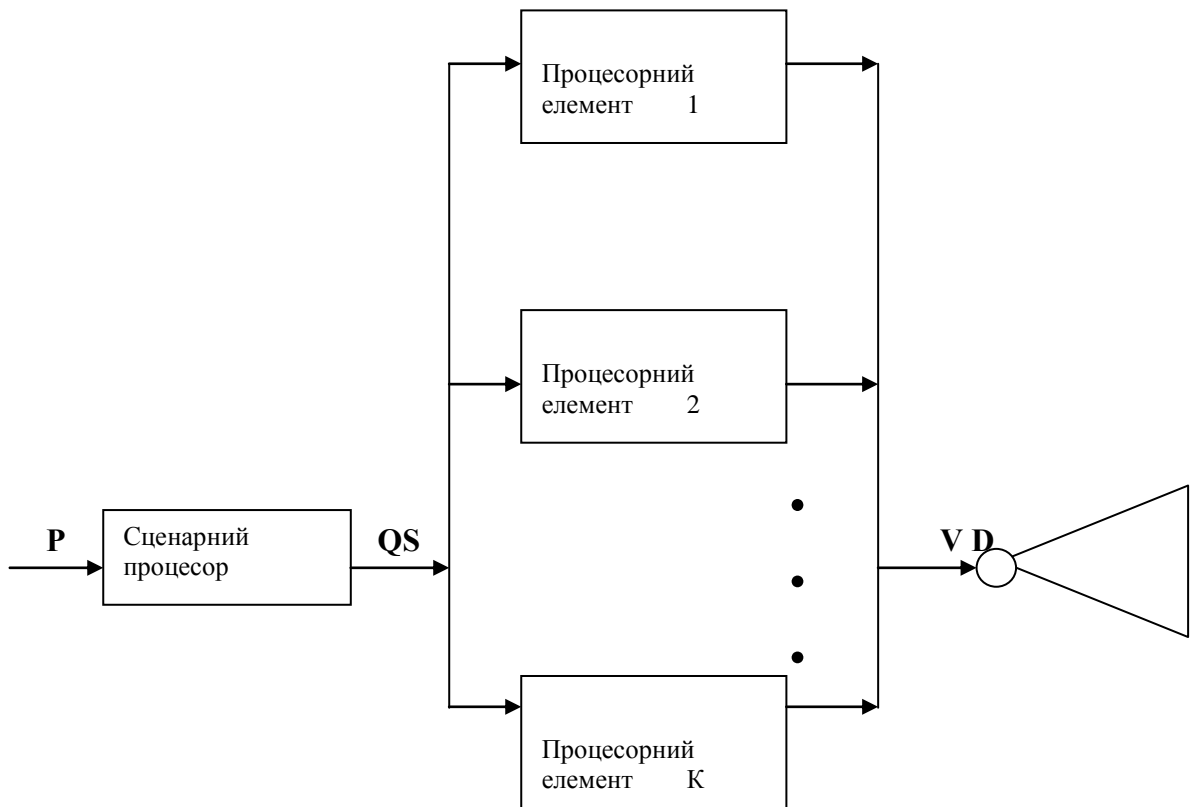 Процесорний
елемент 1
Процесорний
елемент 2
P
Сценарний
процесор
QS
V D
Процесорний
елемент К